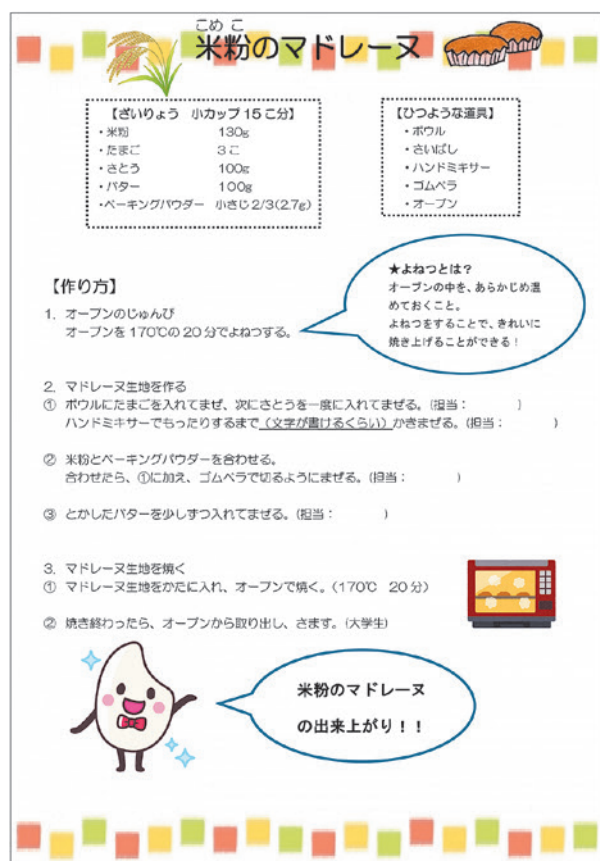 こめ こ
米粉のマドレーヌ
【ざいりょう 小カップ15こ分】
・米粉 130g
・たまご 3こ
・さとう 100g
・バター 100g
・ベーキングパウダー 小さじ2/3(2.7g)
【ひつような道具】
・ボウル
・さいばし
・ハンドミキサー
・ゴムベラ
・オーブン
★よねつとは？
オーブンの中を、あらかじめ温
めておくこと。
よねつをすることで、きれいに
焼き上げることができる！
【作り方】
1. オーブンのじゅんび
オーブンを170℃の20分でよねつする。
2. マドレーヌ生地を作る
① ボウルにたまごを入れてまぜ、次にさとうを一度に入れてまぜる。(担当： )
ハンドミキサーでもったりするまで（文字が書けるくらい）かきまぜる。(担当： )
② 米粉とベーキングパウダーを合わせる。
合わせたら、①に加え、ゴムベラで切るようにまぜる。(担当： )
③ とかしたバターを少しずつ入れてまぜる。(担当： )
3. マドレーヌ生地を焼く
① マドレーヌ生地をかたに入れ、オーブンで焼く。(170℃ 20分)
② 焼き終わったら、オーブンから取り出し、さます。(大学生)
米粉のマドレーヌ
の出来上がり！！